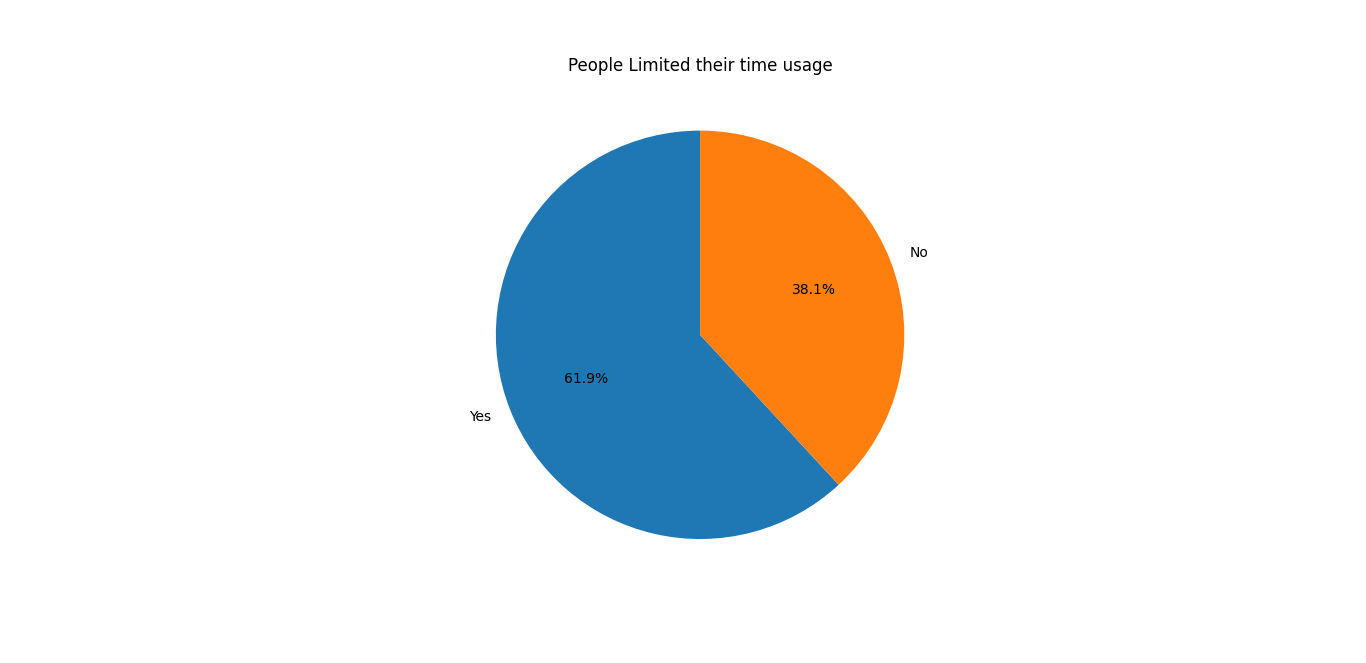 People Limited their time usage
No
38.1%
61.9%
Yes